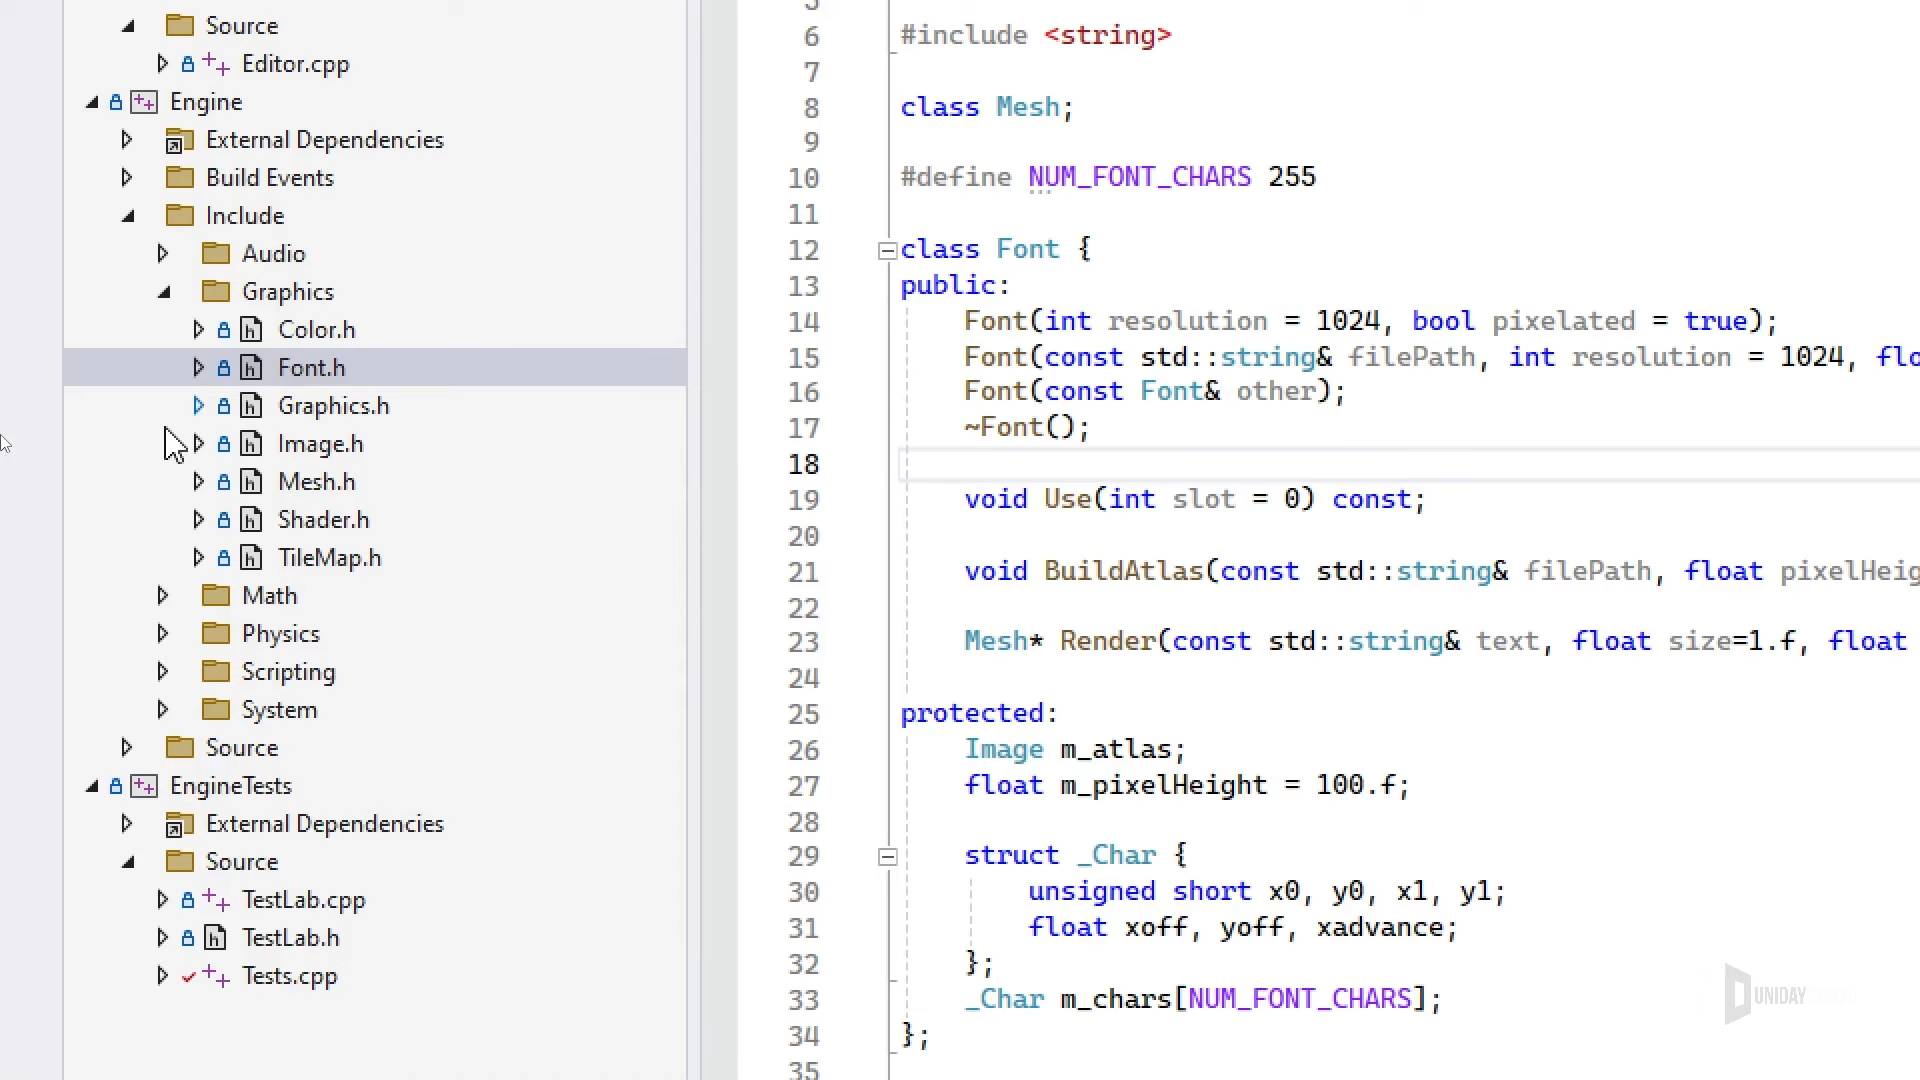 Source
Editor.cpp
Engine
External Dependencies
Build Events
Include
Audio
Graphics
Color.h
Font.h
Graphics.h
Image.h
Mesh.h
Shader.h
TileMap.h
Math
Physics
Scripting
System
Source
EngineTests
External Dependencies
Source
TestLab.cpp
TestLab.h
Tests.cpp
6 #include <string>
7
8 class Mesh;
9
10 #define NUM_FONT_CHARS 255
11
12 class Font {
13 public:
14 Font(int resolution = 1024, bool pixelated = true);
15 Font(const std::string& filePath, int resolution = 1024, flo
16 Font(const Font& other);
17 ~Font();
18
19 void Use(int slot = 0) const;
20
21 void BuildAtlas(const std::string& filePath, float pixelHeig
22
23 Mesh* Render(const std::string& text, float size=1.f, float
24
25 protected:
26 Image m_atlas;
27 float m_pixelHeight = 100.f;
28
29 struct _Char {
30 unsigned short x0, y0, x1, y1;
31 float xoff, yoff, xadvance;
32 };
33 _Char m_chars[NUM_FONT_CHARS];
34 };
35
UNIDAY